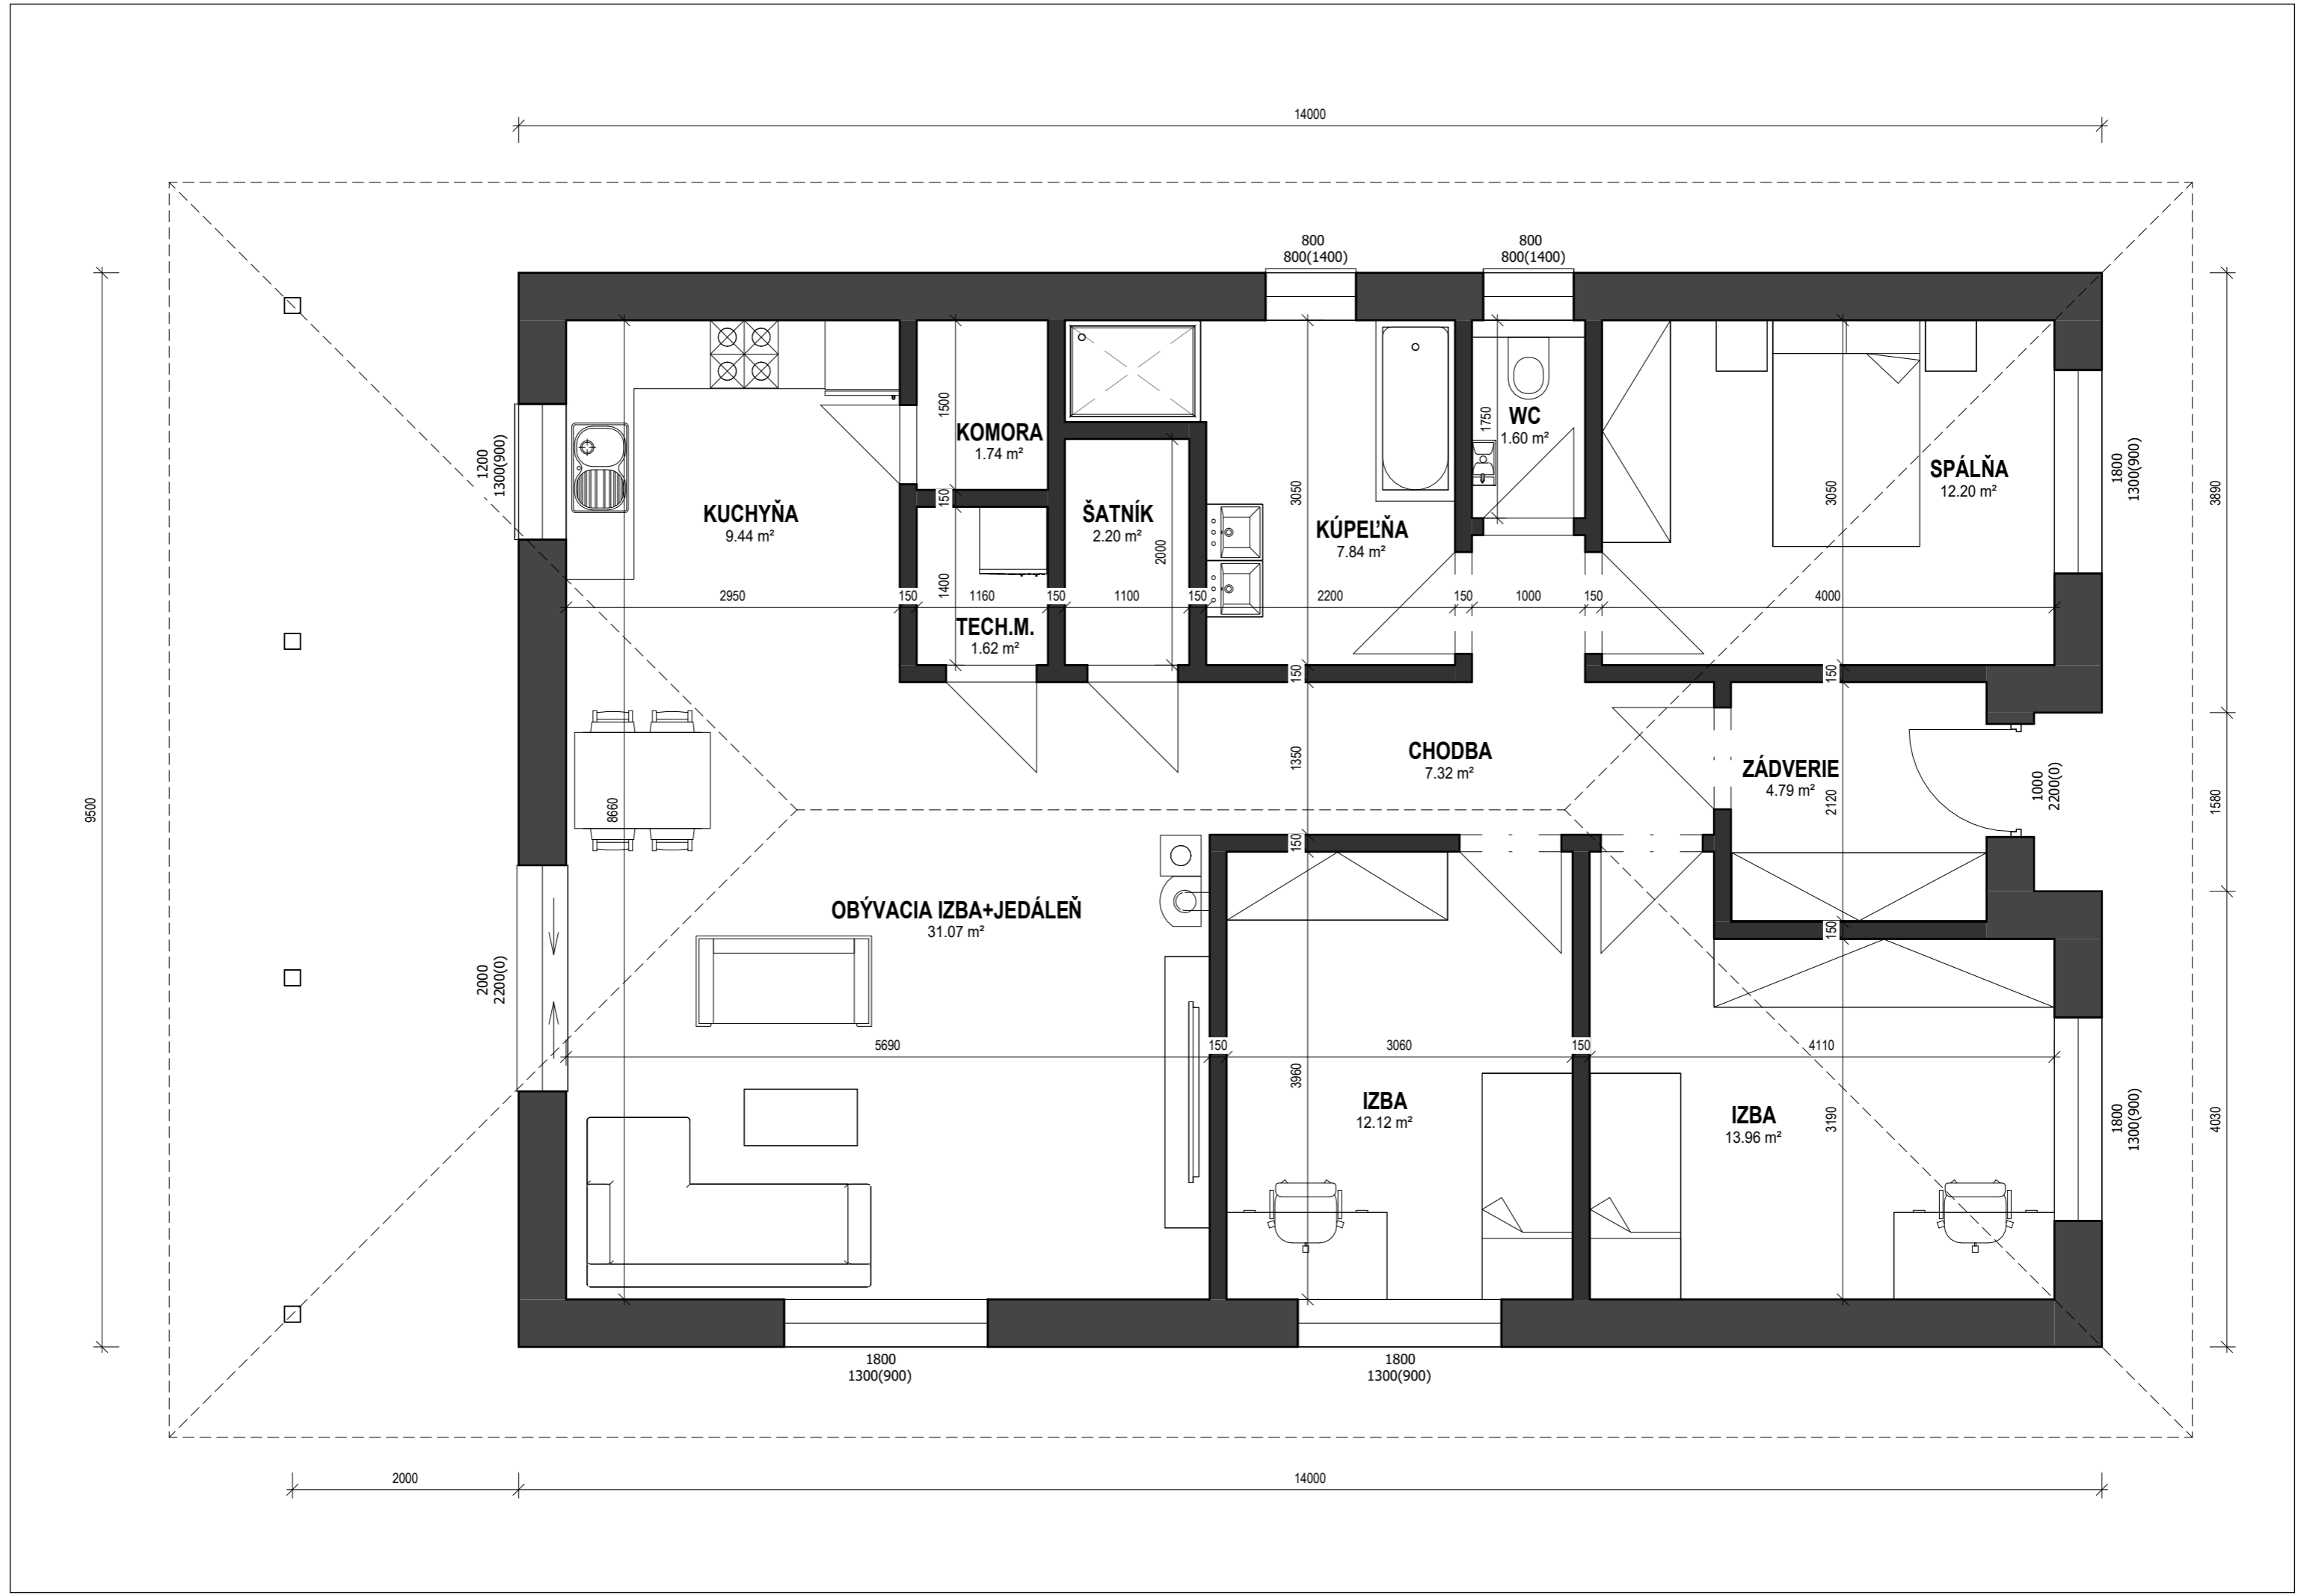 14000
800
800(1400)
800
800(1400)
9500
1200
1300(900)
2000
2200(0)
KUCHYŇA
9.44 m²
KOMORA
1.74 m²
1500
150
1400
TECH.M.
1.62 m²
ŠATNÍK
2.20 m²
2000
KÚPEĽŇA
7.84 m²
3050
WC
1.60 m²
1750
SPÁLŇA
12.20 m²
3050
1800
1300(900)
3890
2950
150
1160
150
1100
150
2200
150
1000
150
4000
150
150
CHODBA
7.32 m²
1350
ZÁDVERIE
4.79 m²
2120
1000
2200(0)
1580
8660
150
OBÝVACIA IZBA+JEDÁLEŇ
31.07 m²
150
5690
150
3060
150
4110
3960
IZBA
12.12 m²
IZBA
13.96 m²
3190
1800
1300(900)
4030
1800
1300(900)
1800
1300(900)
2000
14000